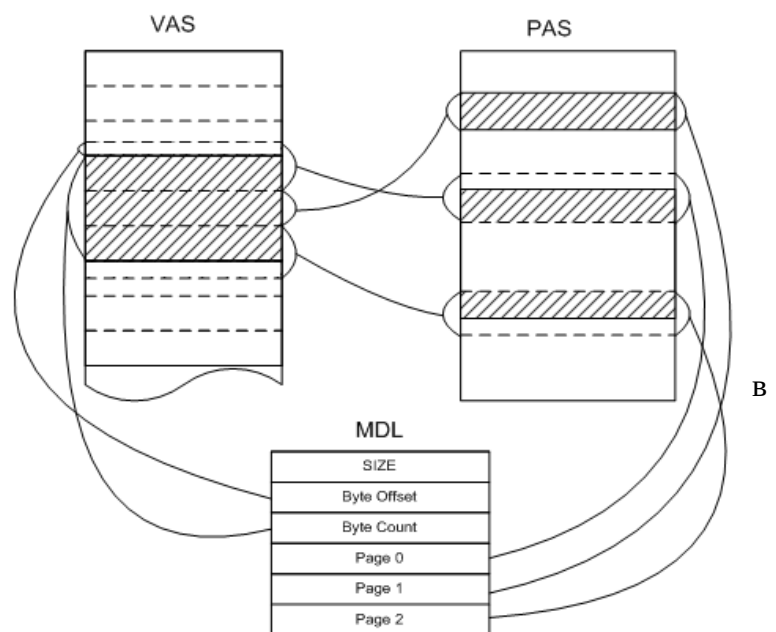 VAS
PAS
в
MDL
SIZE
Byte Offset
Byte Count
Page 0
Page 1
Page 2